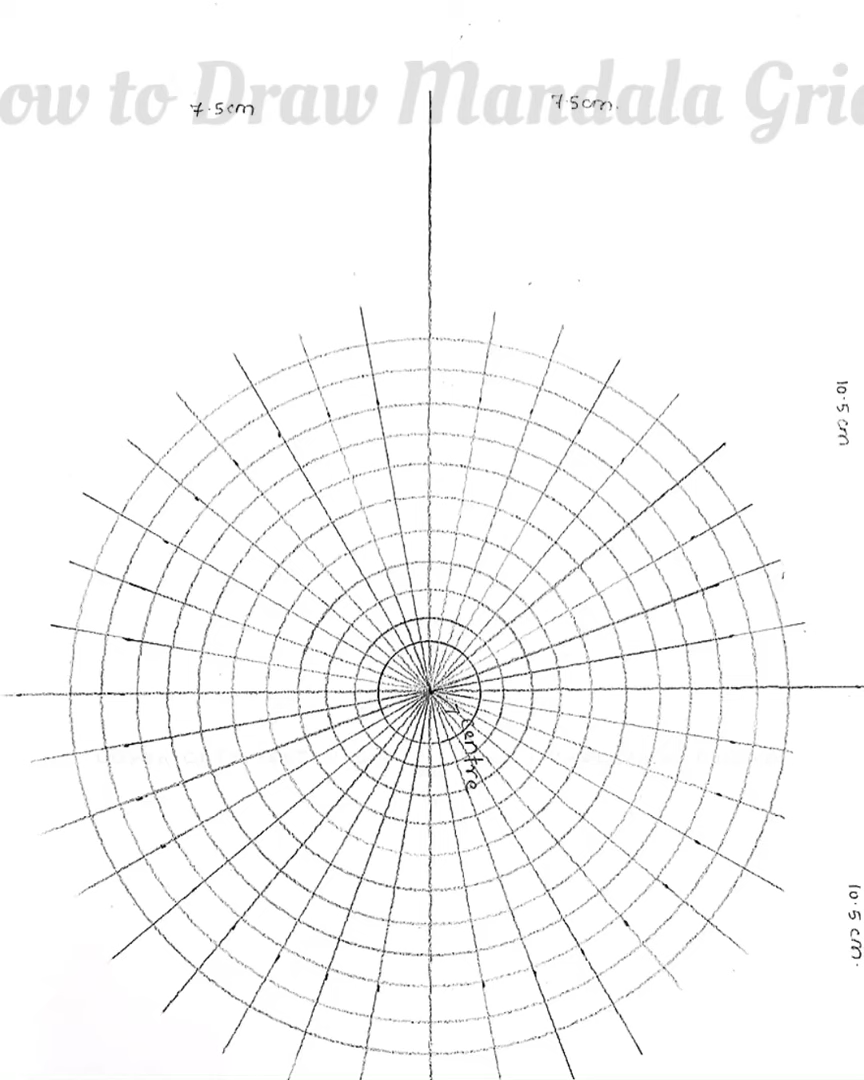 ow to Draw Mandala Gri
7.5cm
7.5cm.
10.5 cm
centre
10.5 cm.